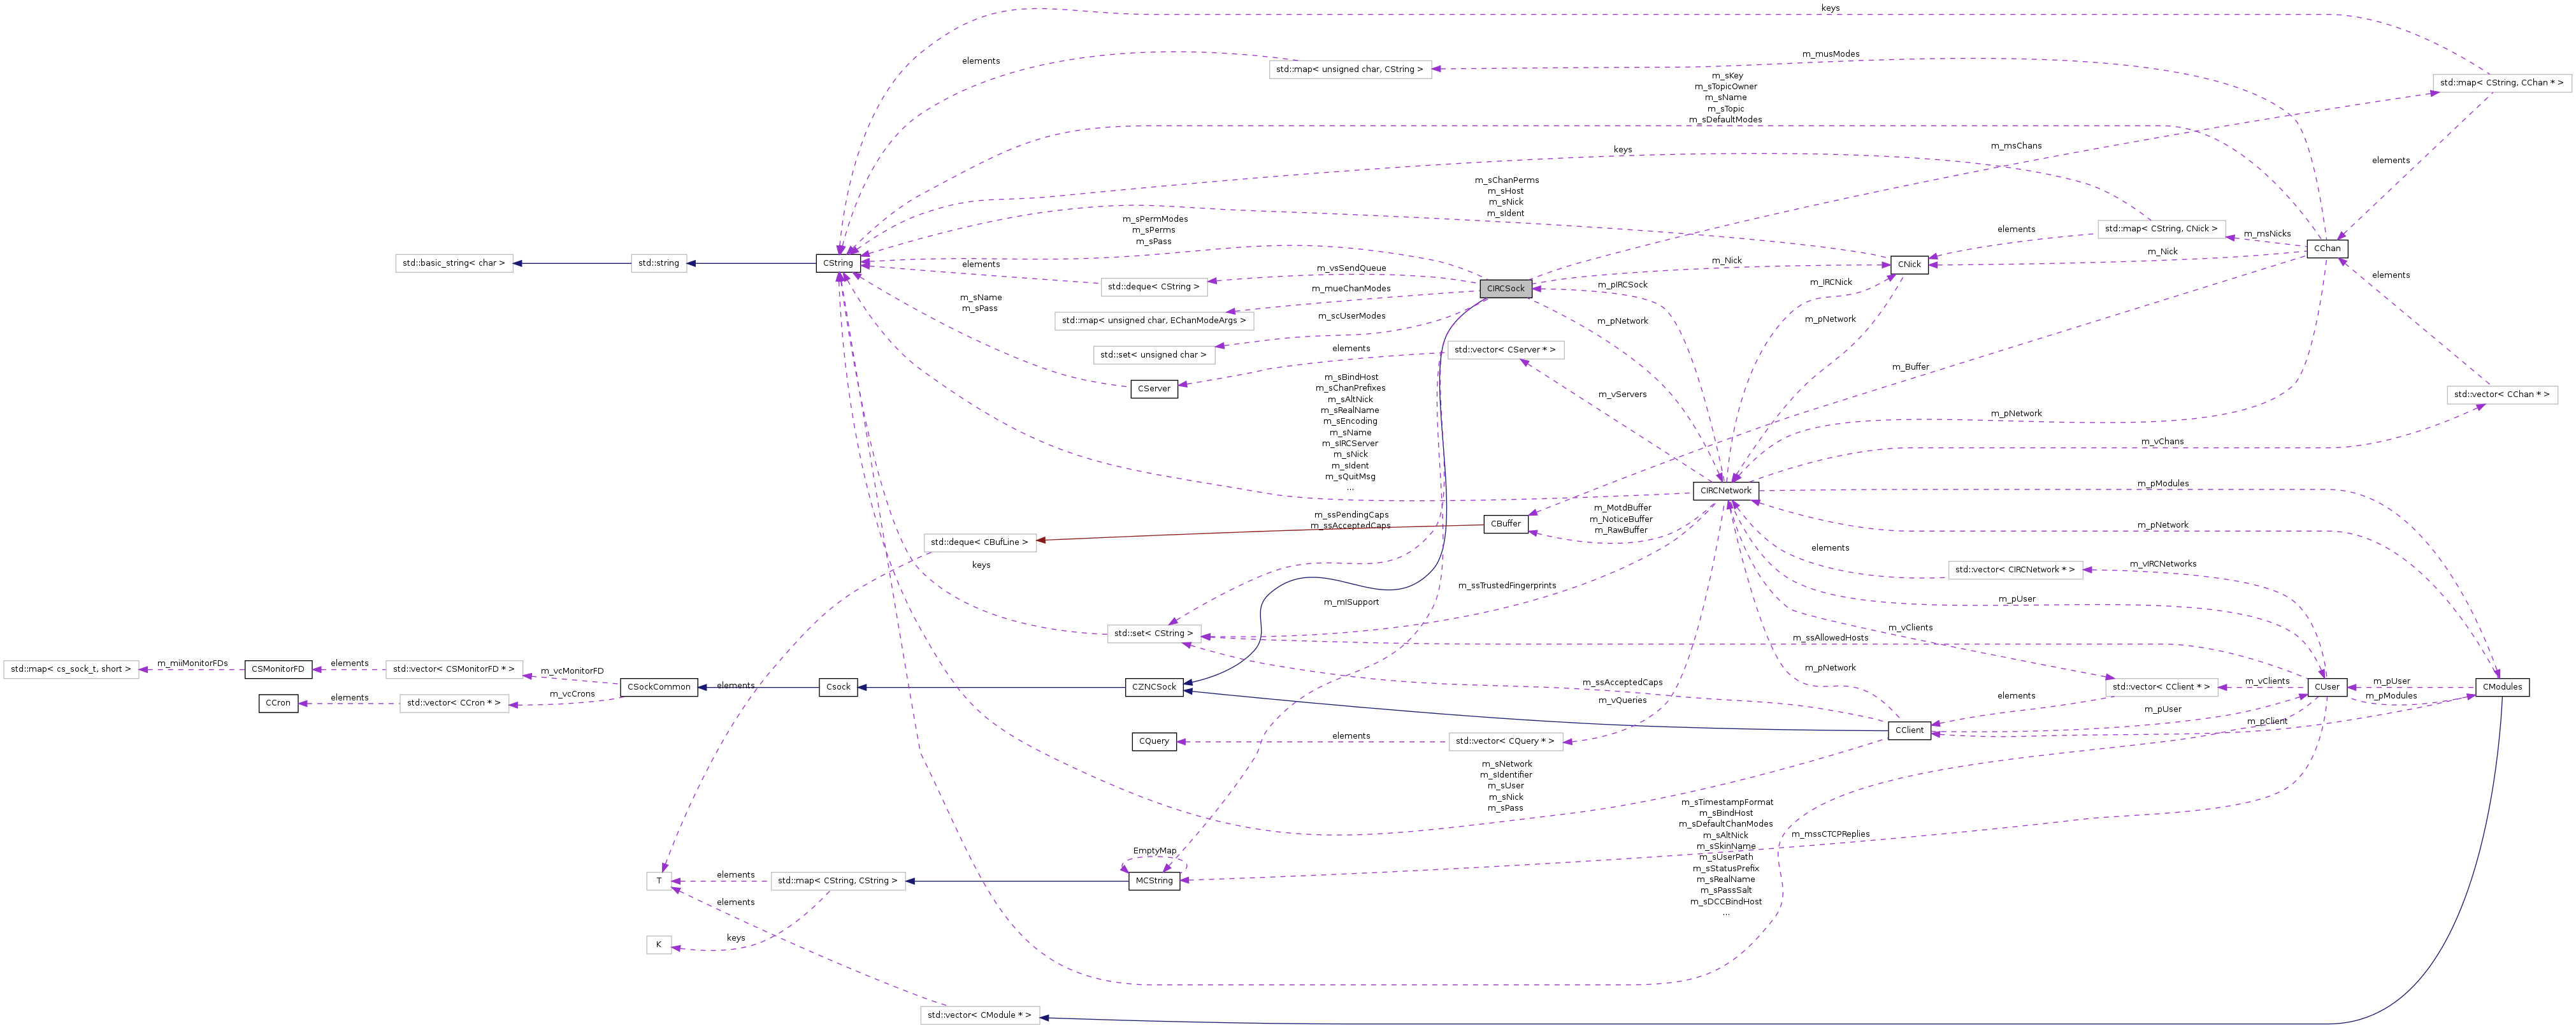 keys
m_musModes
elements
std::map< unsigned char, CString >
m_sKey
m_sTopicOwner
m_sName
m_sTopic
m_sDefaultModes
std::map< CString, CChan * >
m_msChans
keys
elements
m_sChanPerms
m_sHost
m_sNick
m_sIdent
m_sPermModes
m_sPerms
m_sPass
std::map< CString, CNick >
elements
m_msNicks
CChan
m_Nick
std::basic_string< char >
std::string
CString
elements
m_vsSendQueue
m_Nick
CNick
elements
std::deque< CString >
m_mueChanModes
CIRCSock
m_pIRCSock
m_IRCNick
m_sName
m_sPass
std::map< unsigned char, EChanModeArgs >
m_scUserModes
m_pNetwork
m_pNetwork
std::set< unsigned char >
elements
std::vector< CServer * >
CServer
m_vServers
m_Buffer
std::vector< CChan * >
m_sBindHost
m_sChanPrefixes
m_sAltNick
m_sRealName
m_sEncoding
m_sName
m_sIRCServer
m_sNick
m_sIdent
m_sQuitMsg
...
m_pNetwork
m_vChans
CIRCNetwork
m_pModules
m_ssPendingCaps
m_ssAcceptedCaps
CBuffer
m_MotdBuffer
m_NoticeBuffer
m_RawBuffer
m_pNetwork
std::deque< CBufLine >
keys
elements
std::vector< CIRCNetwork * >
m_vIRCNetworks
m_ssTrustedFingerprints
m_mISupport
m_pUser
std::set< CString >
m_vClients
m_ssAllowedHosts
std::map< cs_sock_t, short >
m_miiMonitorFDs
CSMonitorFD
elements
std::vector< CSMonitorFD * >
m_vcMonitorFD
CSockCommon
elements
Csock
CZNCSock
m_pNetwork
m_ssAcceptedCaps
std::vector< CClient * >
m_vClients
CUser
m_pUser
CModules
m_pModules
CCron
elements
std::vector< CCron * >
m_vcCrons
m_vQueries
elements
m_pUser
m_pClient
CClient
CQuery
elements
std::vector< CQuery * >
m_sNetwork
m_sIdentifier
m_sUser
m_sNick
m_sPass
m_sTimestampFormat
m_sBindHost
m_sDefaultChanModes
m_sAltNick
m_sSkinName
m_sUserPath
m_sStatusPrefix
m_sRealName
m_sPassSalt
m_sDCCBindHost
...
m_mssCTCPReplies
EmptyMap
T
elements
std::map< CString, CString >
MCString
elements
K
keys
std::vector< CModule * >